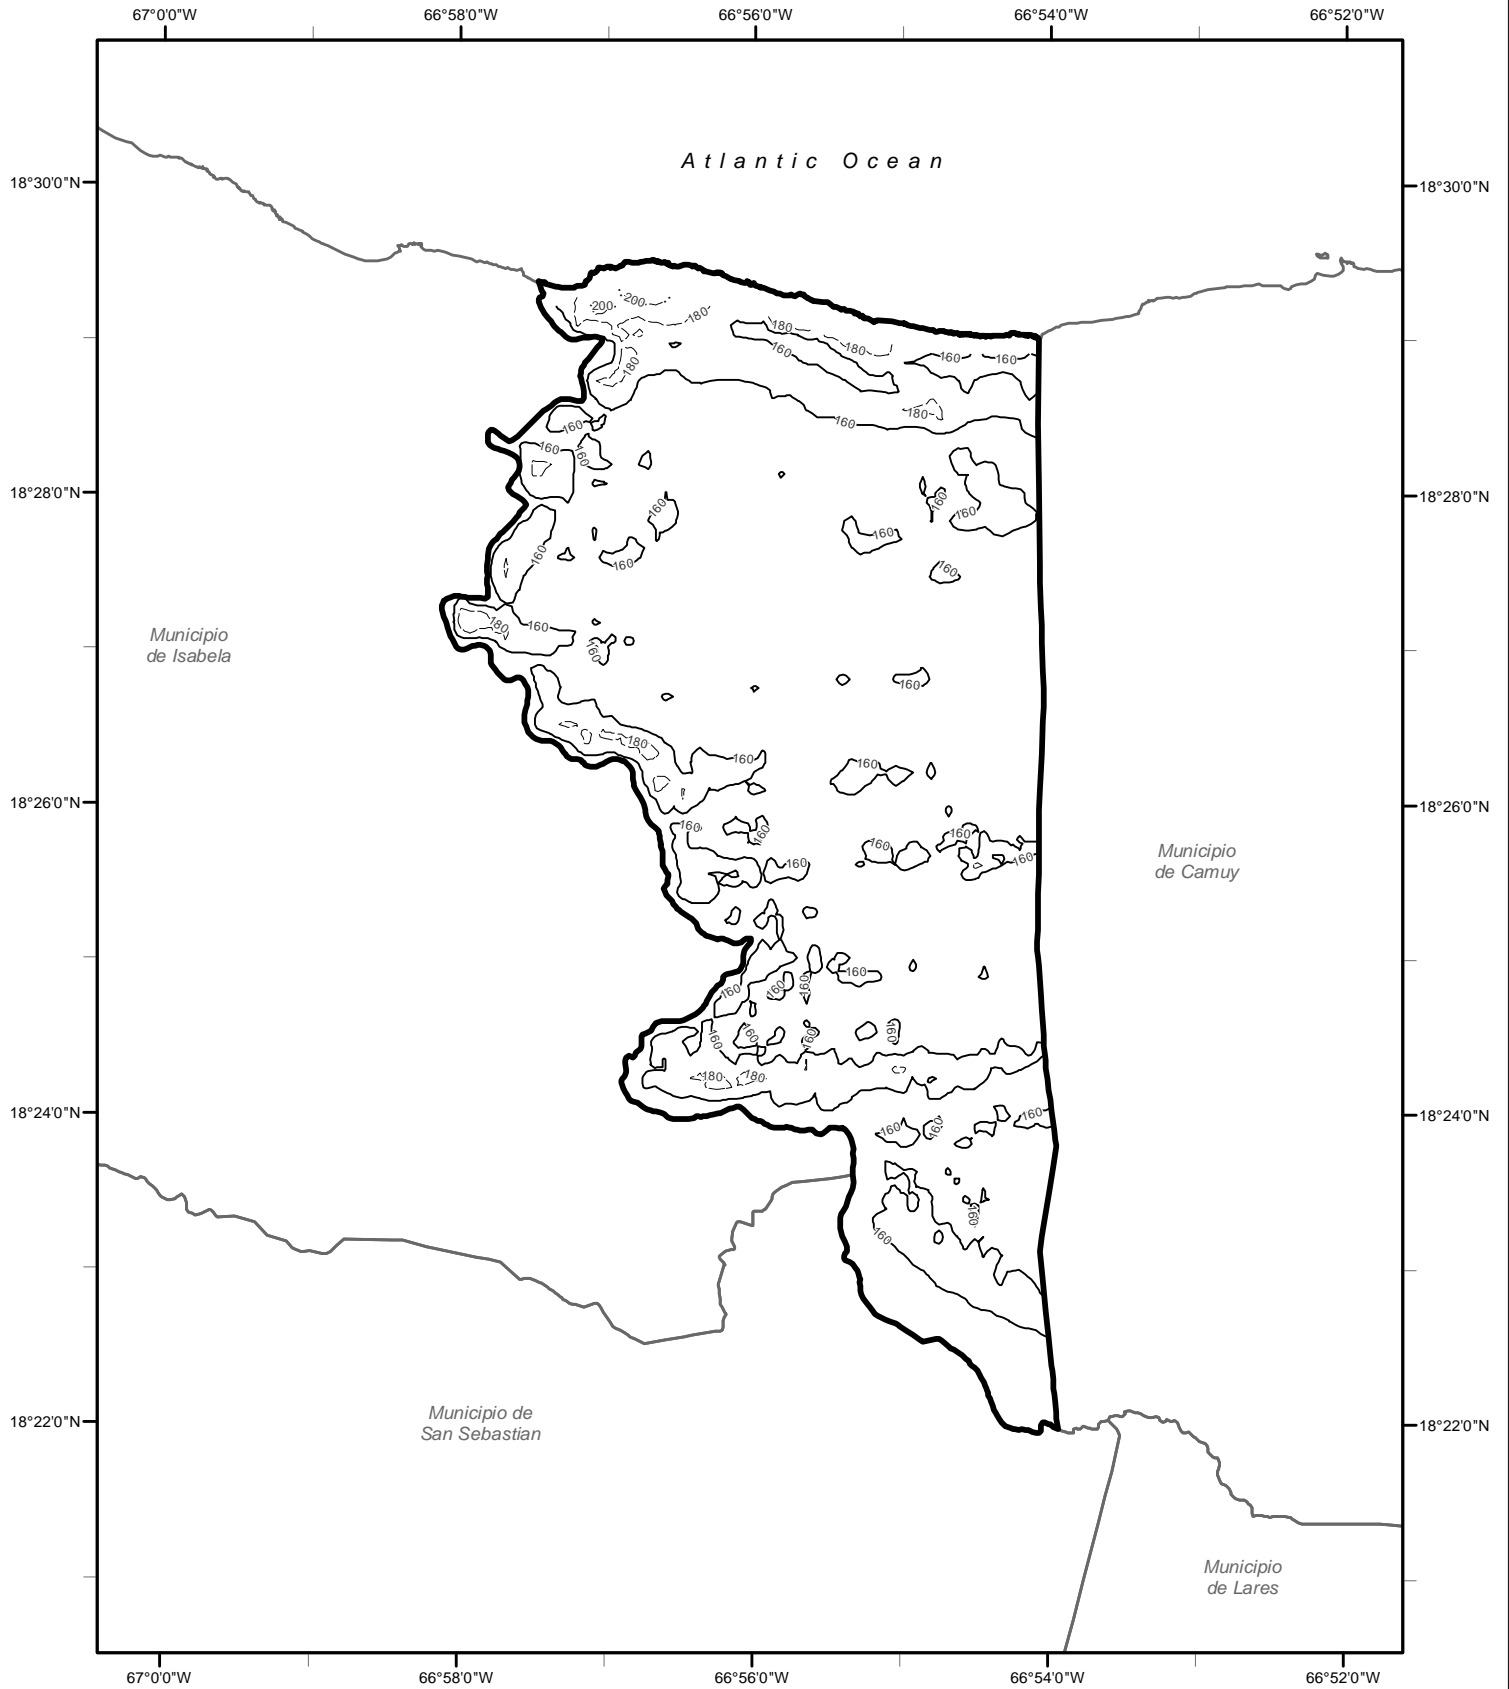 67°0'0"W 66°58'0"W 66°56'0"W 66°54'0"W 66°52'0"W
Atlantic Ocean
18°30'0"N 18°30'0"N
200 200
180 180
160 180 160 160
180
180
160
160
160 160
18°28'0"N 18°28'0"N
160 160 160
160
160 160
160
180 160
Municipio
de Isabela
160
160
180
160 160
18°26'0"N 18°26'0"N
160 160 160
160
160 160
Municipio
de Camuy
160
160 160 160
160 160 160 160
180 180
18°24'0"N 18°24'0"N
160
160 160
160
160
Municipio de
San Sebastian
18°22'0"N 18°22'0"N
Municipio
de Lares
67°0'0"W 66°58'0"W 66°56'0"W 66°54'0"W 66°52'0"W